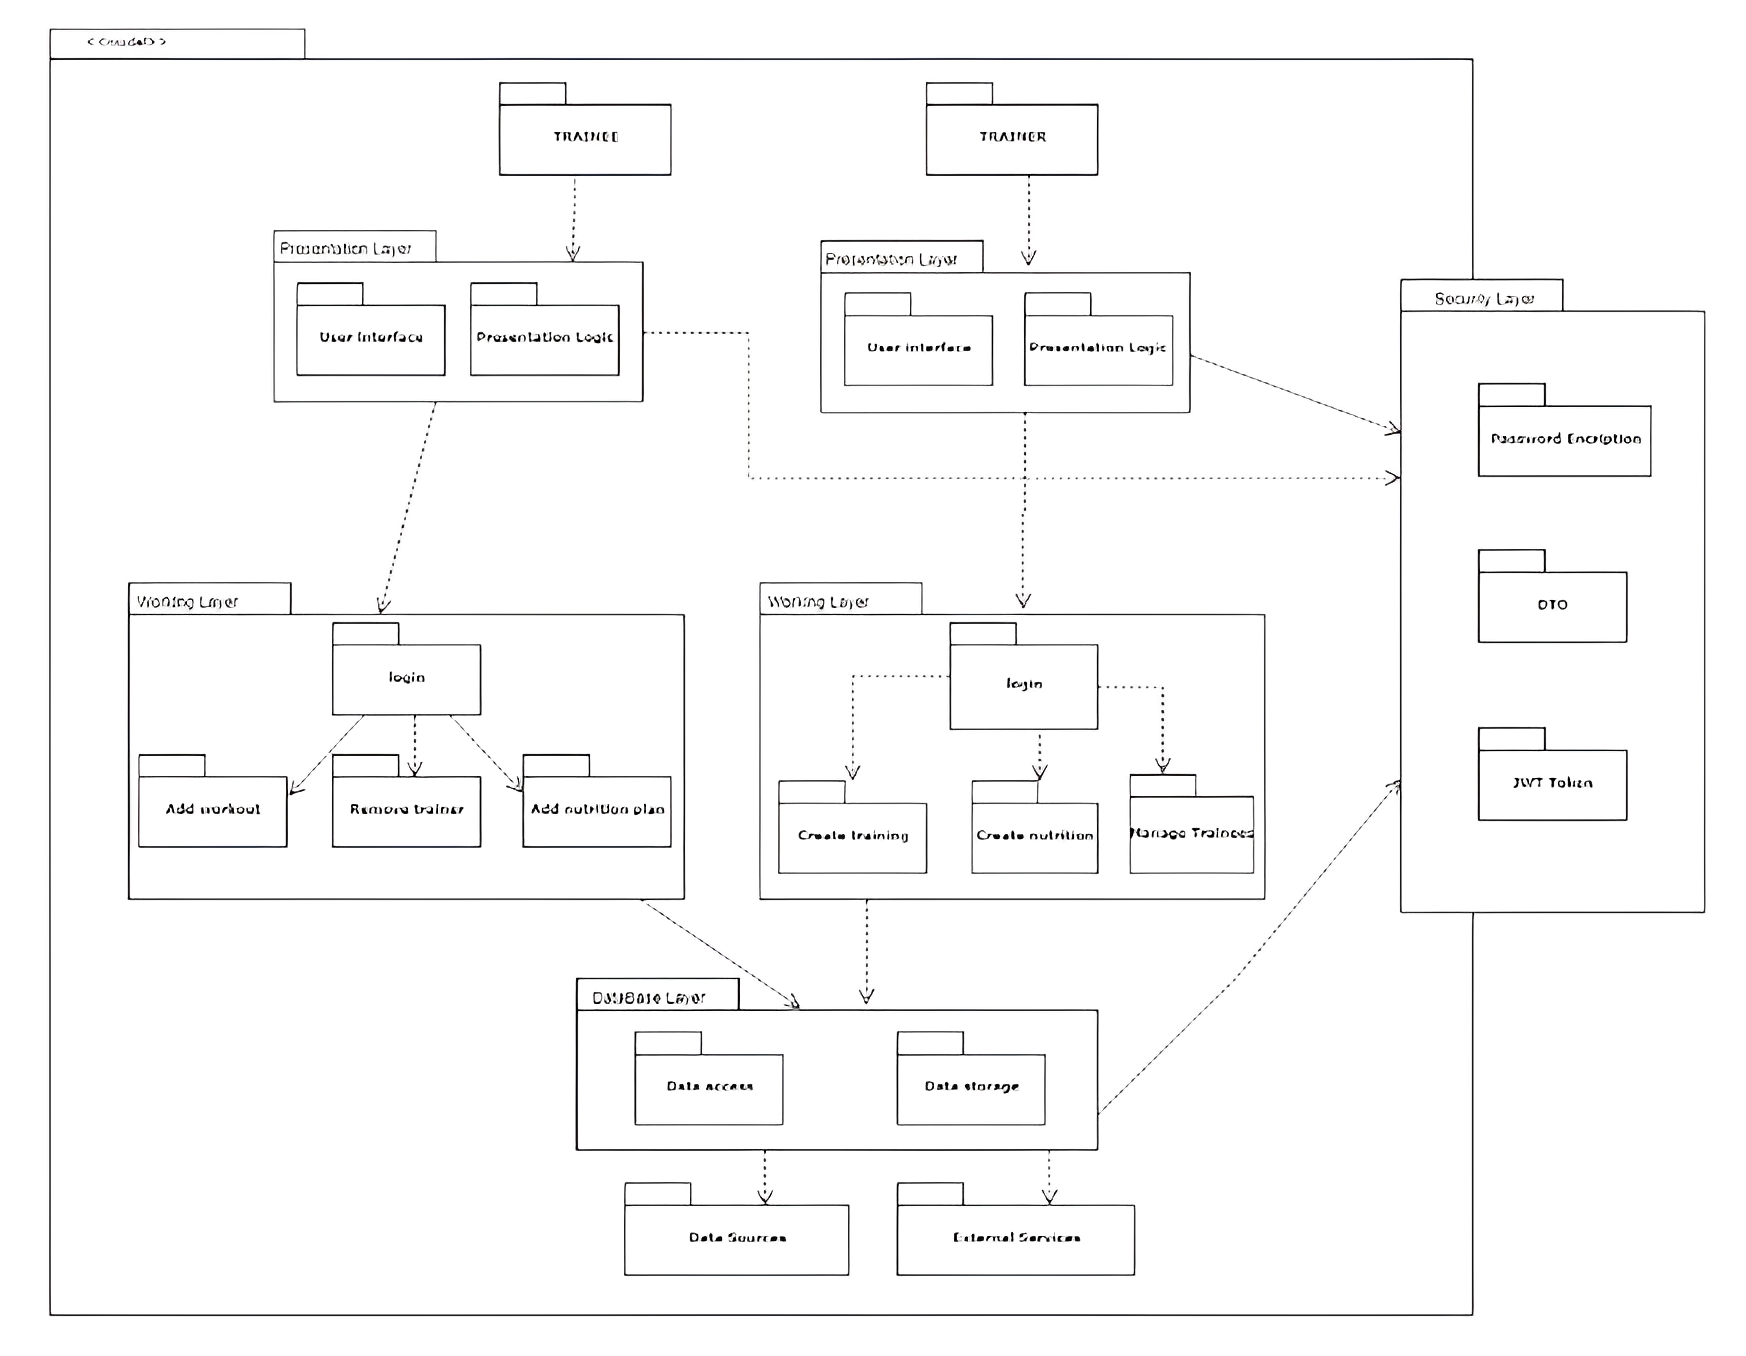 TRAINEE
TRAINER
Presentation Layer
Presentation Layer
Security Layer
User Interface
Presentation Logic
User interface
Presentation Logic
Password Encription
Working Layer
Working Layer
DTO
login
login
JWT Token
Add workout
Remove trainer
Add nutrition plan
Create training
Create nutrition
Manage Trainees
DataBase Layer
Data access
Data storage
Data Sources
External Services